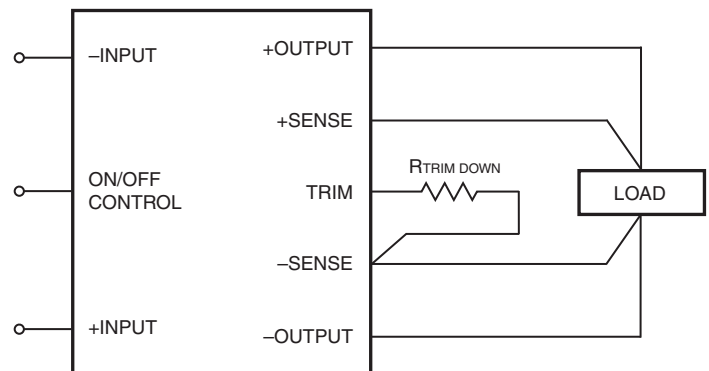 –INPUT
+OUTPUT
+SENSE
RTRIM DOWN
ON/OFF
CONTROL
TRIM
LOAD
–SENSE
+INPUT
–OUTPUT